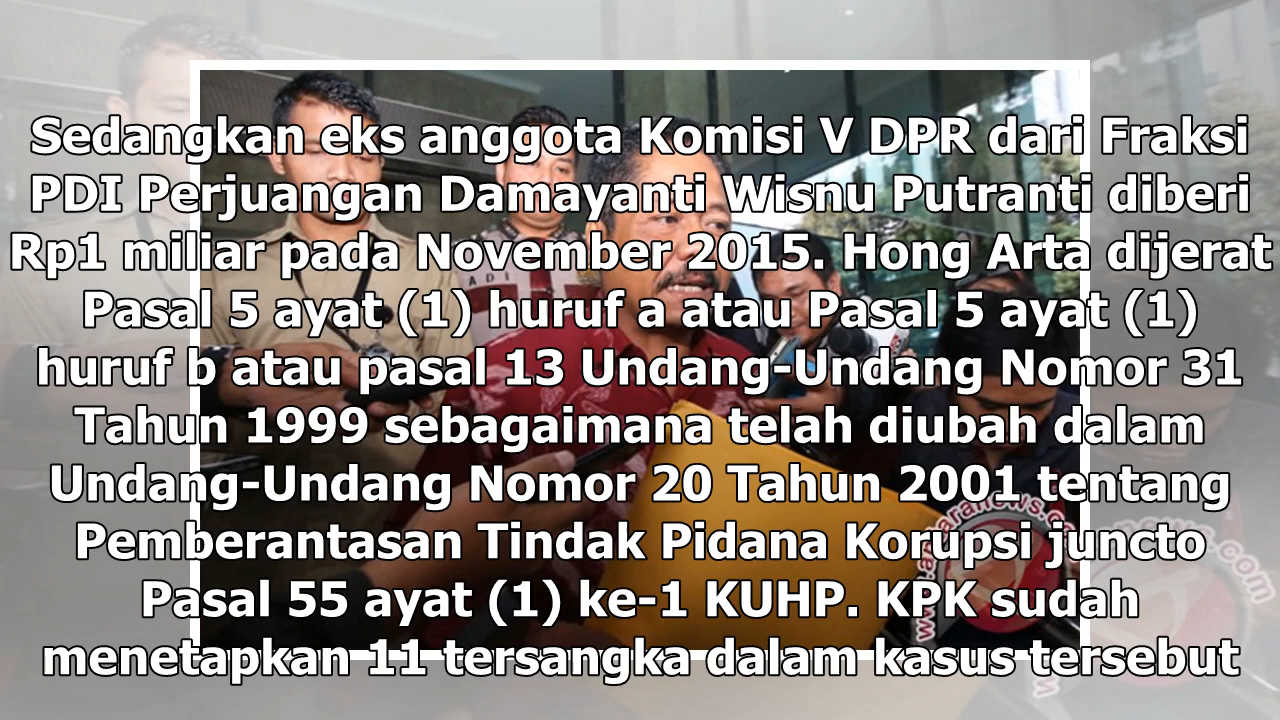 Sedangkan eks anggota Komisi V DPR dari Fraksi
PDI Perjuangan Damayanti Wisnu Putranti diberi
Rp1 miliar pada November 2015. Hong Arta dijerat
Pasal 5 ayat (1) huruf a atau Pasal 5 ayat (1)
huruf b atau pasal 13 Undang-Undang Nomor 31
Tahun 1999 sebagaimana telah diubah dalam
Undang-Undang Nomor 20 Tahun 2001 tentang
Pemberantasan Tindak Pidana Korupsi juncto
Pasal 55 ayat (1) ke-1 KUHP. KPK sudah
menetapkan 11 tersangka dalam kasus tersebut